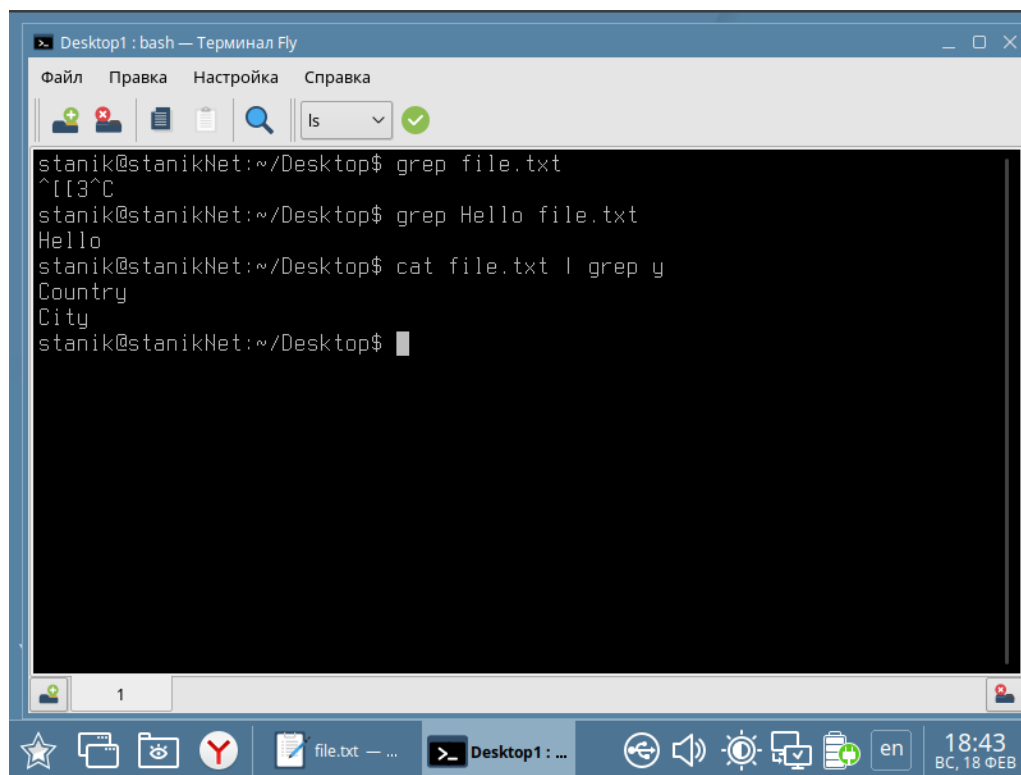 Desktop1 : bash — Терминал Fly
Файл Правка Настройка Справка
ls
stanik@stanikNet:~/Desktop$ grep file.txt
^[[3^C
stanik@stanikNet:~/Desktop$ grep Hello file.txt
Hello
stanik@stanikNet:~/Desktop$ cat file.txt | grep y
Country
City
stanik@stanikNet:~/Desktop$
1
file.txt — ...
Desktop1 : ...
en
18:43
ВС, 18 ФЕВ